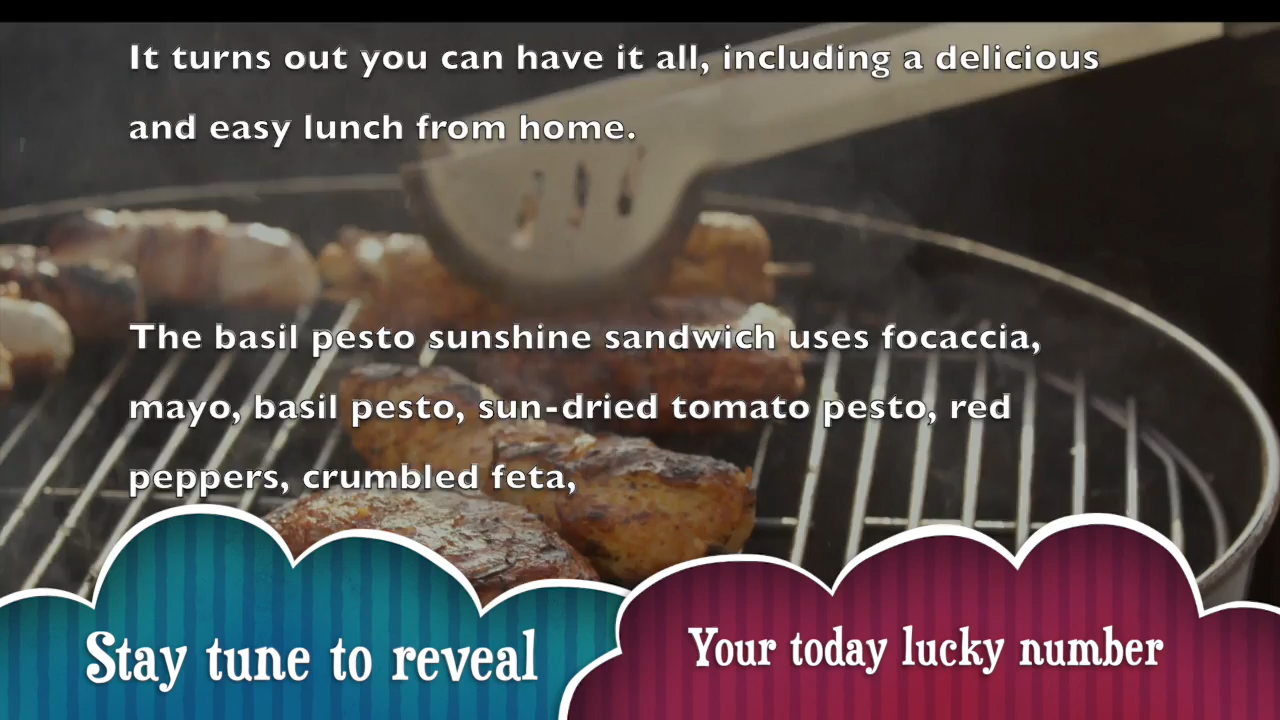 It turns out you can have it all, including a delicious
and easy lunch from home.
The basil pesto sunshine sandwich uses focaccia,
mayo, basil pesto, sun-dried tomato pesto, red
peppers, crumbled feta,
Stay tune to reveal
Your today lucky number